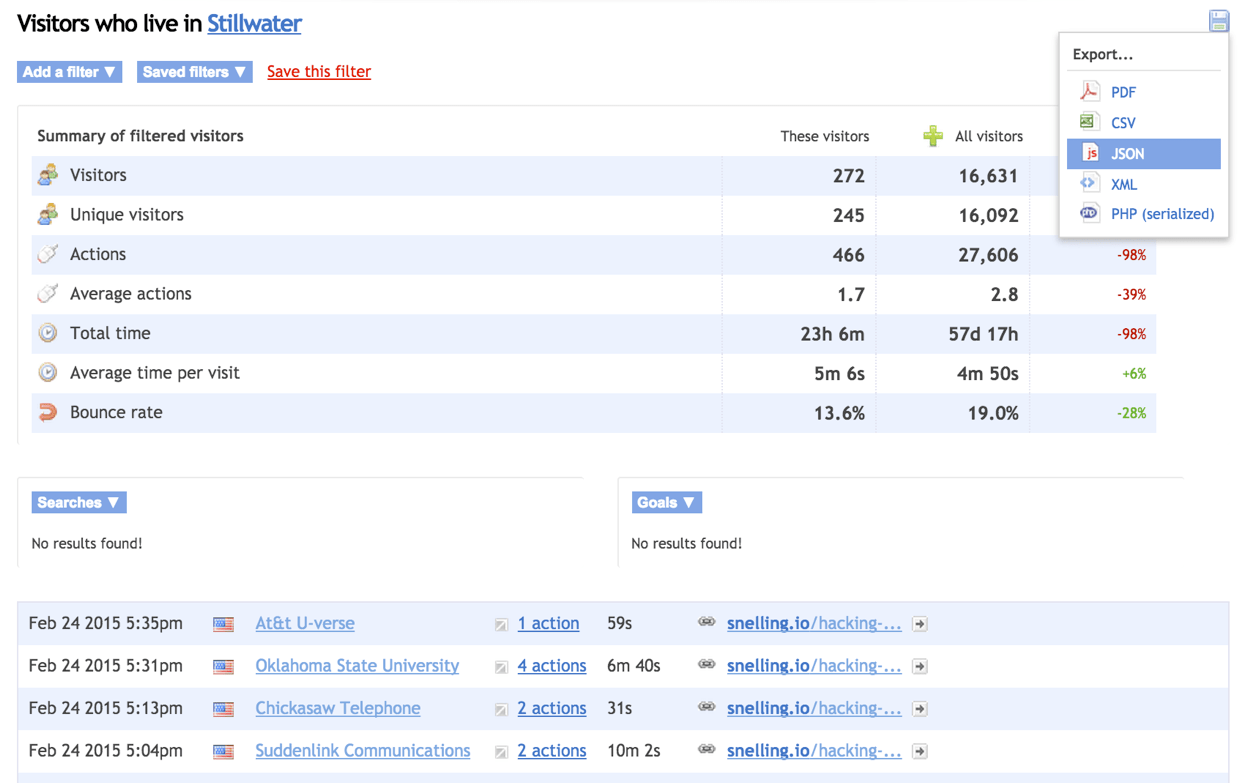 Visitors who live in Stillwater
Export...
Add a filter ▼ Saved filters ▼ Save this filter
PDF
CSV
JSON
XML
PHP (serialized)
Summary of filtered visitors These visitors All visitors
Visitors 272 16,631
Unique visitors 245 16,092
Actions 466 27,606 -98%
Average actions 1.7 2.8 -39%
Total time 23h 6m 57d 17h -98%
Average time per visit 5m 6s 4m 50s +6%
Bounce rate 13.6% 19.0% -28%
Searches ▼
No results found!
Goals ▼
No results found!
Feb 24 2015 5:35pm At&t U-verse 1 action 59s snelling.io/hacking-...
Feb 24 2015 5:31pm Oklahoma State University 4 actions 6m 40s snelling.io/hacking-...
Feb 24 2015 5:13pm Chickasaw Telephone 2 actions 31s snelling.io/hacking-...
Feb 24 2015 5:04pm Suddenlink Communications 2 actions 10m 2s snelling.io/hacking-...